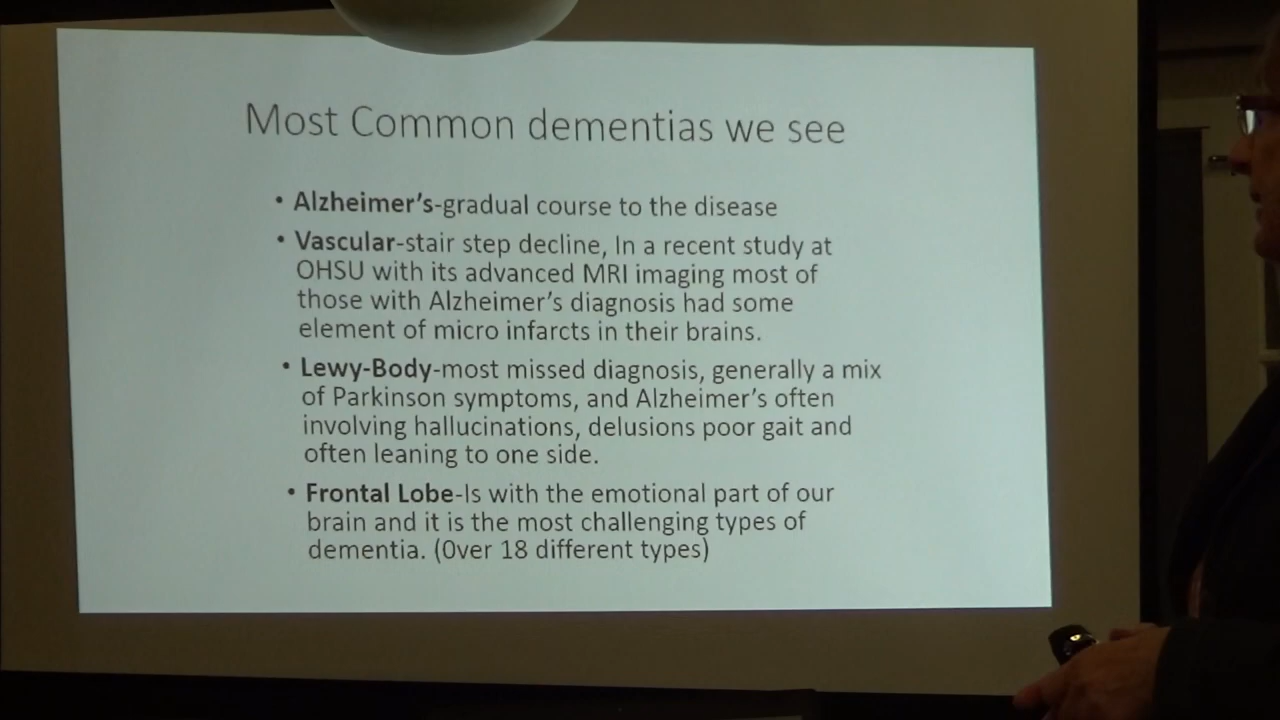 Most Common dementias we see
• Alzheimer's-gradual course to the disease
• Vascular-stair step decline, In a recent study at
OHSU with its advanced MRI imaging most of
those with Alzheimer's diagnosis had some
element of micro infarcts in their brains.
• Lewy-Body-most missed diagnosis, generally a mix
of Parkinson symptoms, and Alzheimer's often
involving hallucinations, delusions poor gait and
often leaning to one side.
• Frontal Lobe-Is with the emotional part of our
brain and it is the most challenging types of
dementia. (Over 18 different types)